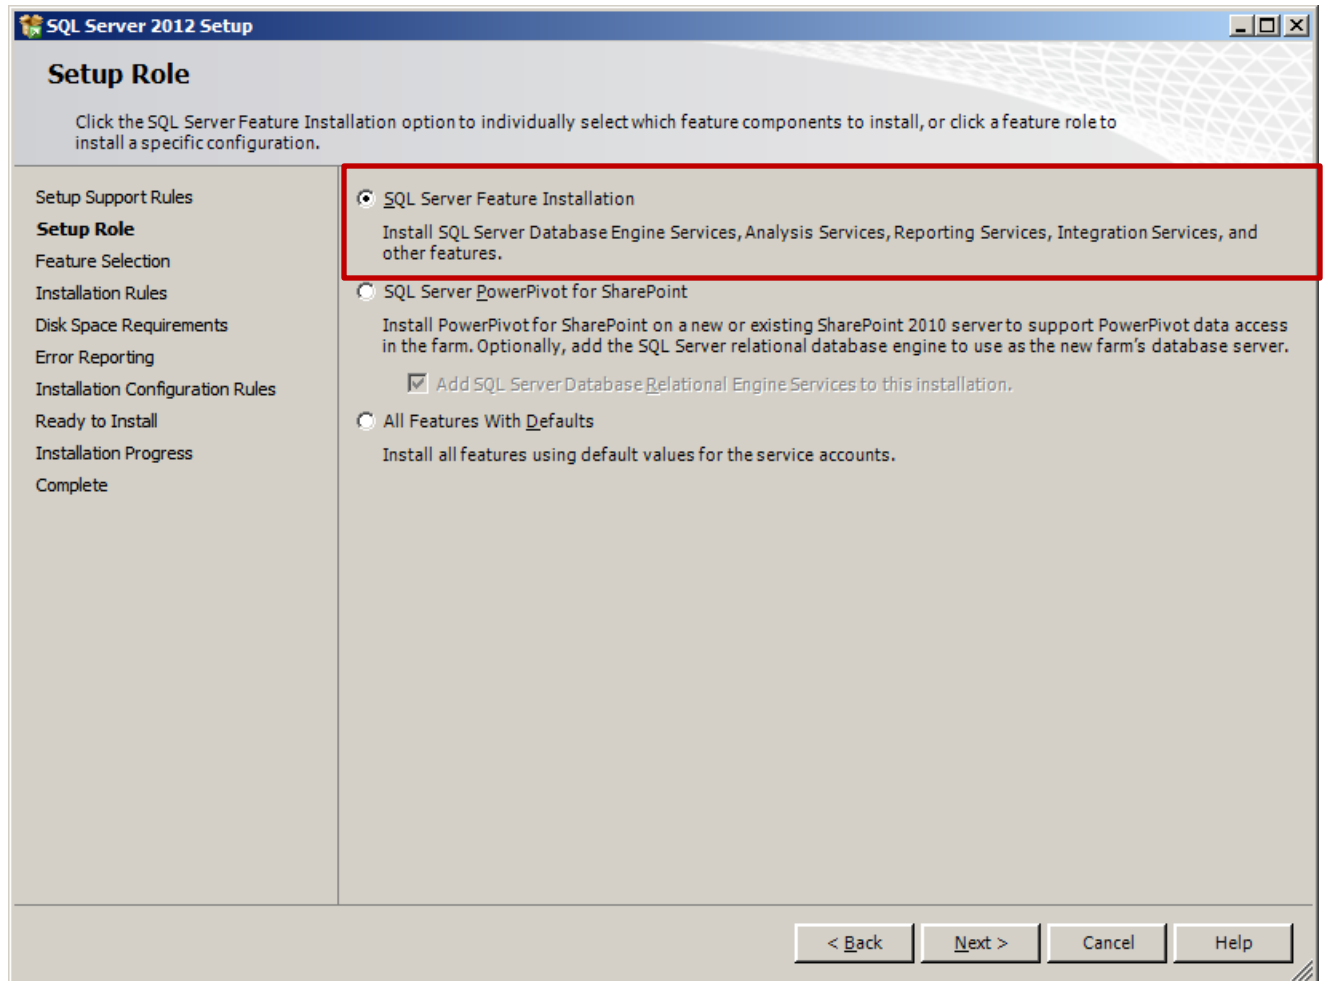 SQL Server 2012 Setup
Setup Role
Click the SQL Server Feature Installation option to individually select which feature components to install, or click a feature role to
install a specific configuration.
Setup Support Rules
Setup Role
Feature Selection
Installation Rules
Disk Space Requirements
Error Reporting
Installation Configuration Rules
Ready to Install
Installation Progress
Complete
SQL Server Feature Installation
Install SQL Server Database Engine Services, Analysis Services, Reporting Services, Integration Services, and
other features.
SQL Server PowerPivot for SharePoint
Install PowerPivot for SharePoint on a new or existing SharePoint 2010 server to support PowerPivot data access
in the farm. Optionally, add the SQL Server relational database engine to use as the new farm's database server.
Add SQL Server Database Relational Engine Services to this installation.
All Features With Defaults
Install all features using default values for the service accounts.
< Back Next > Cancel Help